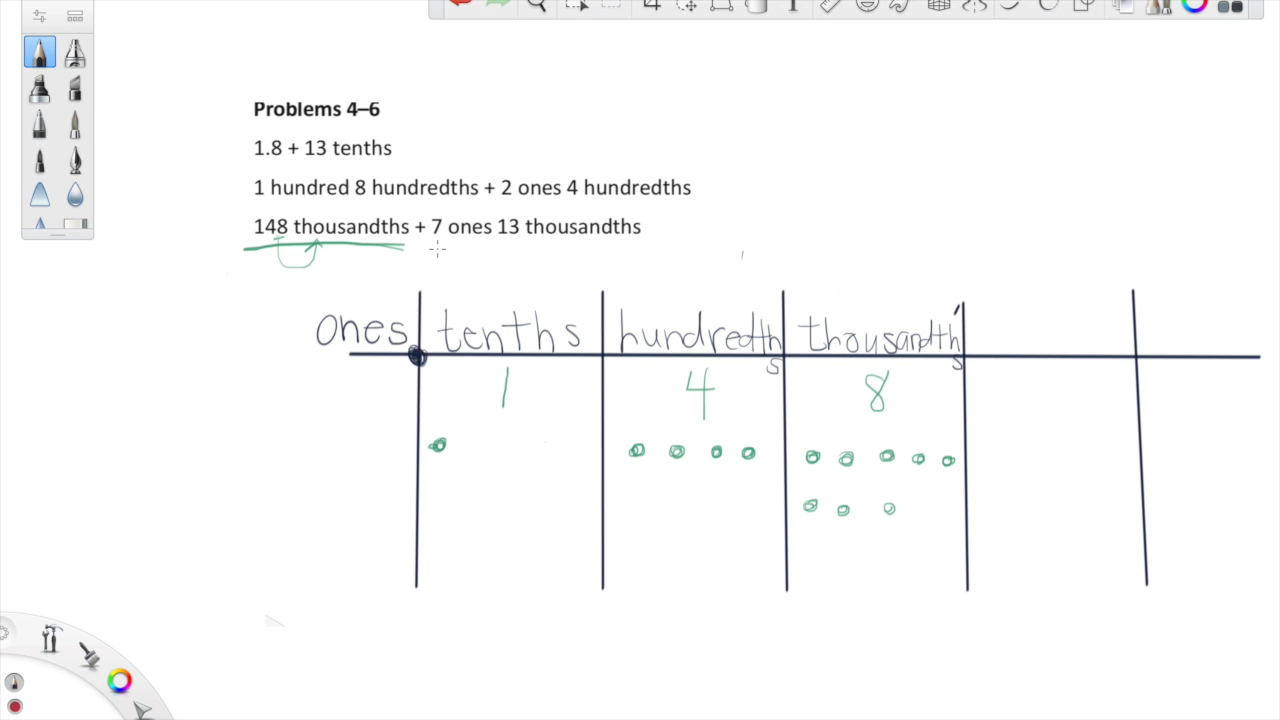 Problems 4–6
1.8 + 13 tenths
1 hundred 8 hundredths + 2 ones 4 hundredths
148 thousandths + 7 ones 13 thousandths
ones. tenths hundredths thousandths
1 4 8